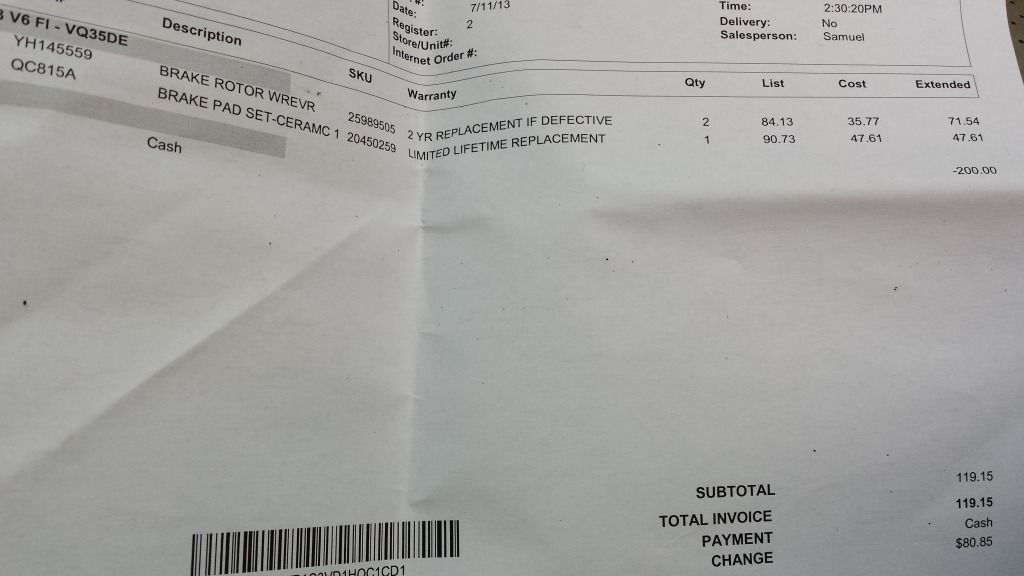 Date: 7/11/13 Time: 2:30:20PM
Register: 2 Delivery: No
Store/Unit#: Salesperson: Samuel
Internet Order #:
V6 FI - VQ35DE
Description SKU Warranty Qty List Cost Extended
YH145559 BRAKE ROTOR WREVR 25989505 2 YR REPLACEMENT IF DEFECTIVE 2 84.13 35.77 71.54
QC815A BRAKE PAD SET-CERAMC 1 20450259 LIMITED LIFETIME REPLACEMENT 1 90.73 47.61 47.61
Cash -200.00
SUBTOTAL 119.15
TOTAL INVOICE 119.15
PAYMENT Cash
CHANGE $80.85